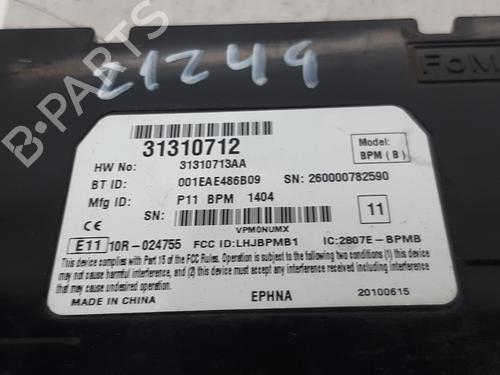 21249
FoM
B-PARTS
31310712
HW No: 31310713AA
Model: BPM ( B )
BT ID: 001EAE486B09 SN: 260000782590
Mfg ID: P11 BPM 1404
SN:
VPM0NUMX
11
E11 10R-024755 FCC ID:LHJBPMB1 IC:2807E-BPMB
This device complies with Part 15 of the FCC Rules. Operation is subject to the following two conditions (1) this device
may not cause harmful interference, and (2) this device must accept any interference received, including
interference that may cause undesired operation.
MADE IN CHINA EPHNA 20100615